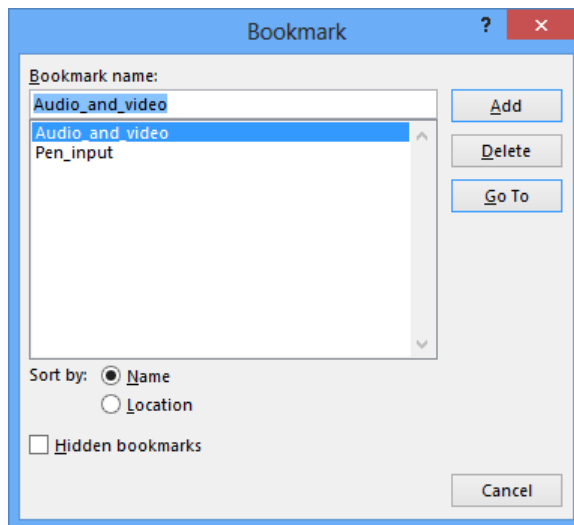 Bookmark
?
Bookmark name:
Audio_and_video
Add
Audio_and_video
Pen_input
Delete
Go To
Sort by:
Name
Location
Hidden bookmarks
Cancel